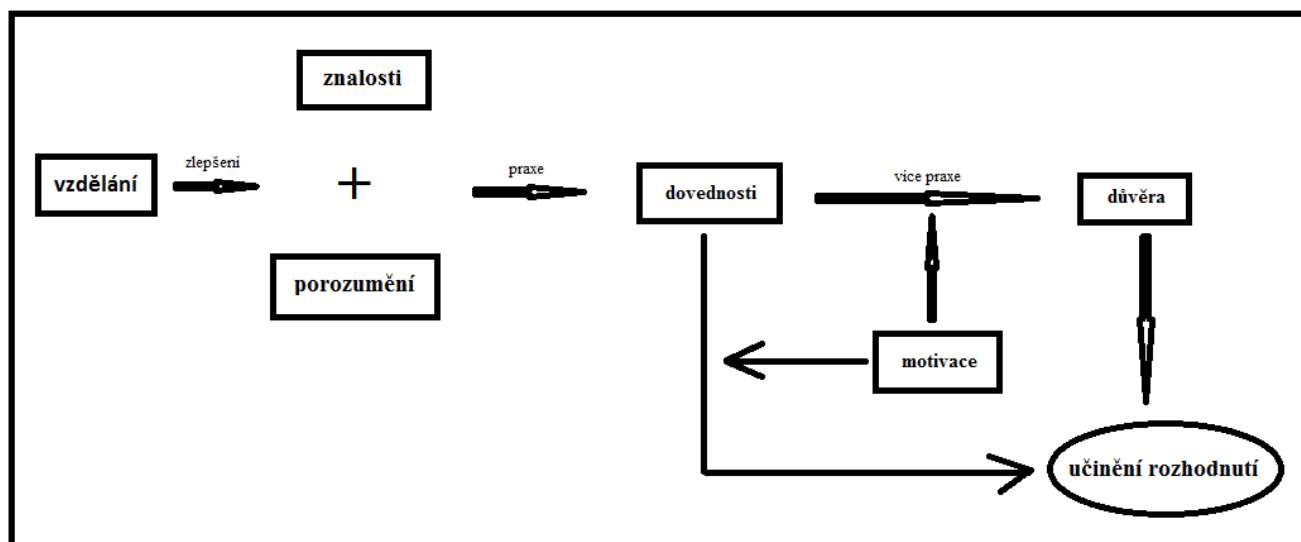 znalosti
vzdělání
zlepšení
+
praxe
dovednosti
více praxe
důvěra
porozumění
motivace
učinění rozhodnutí